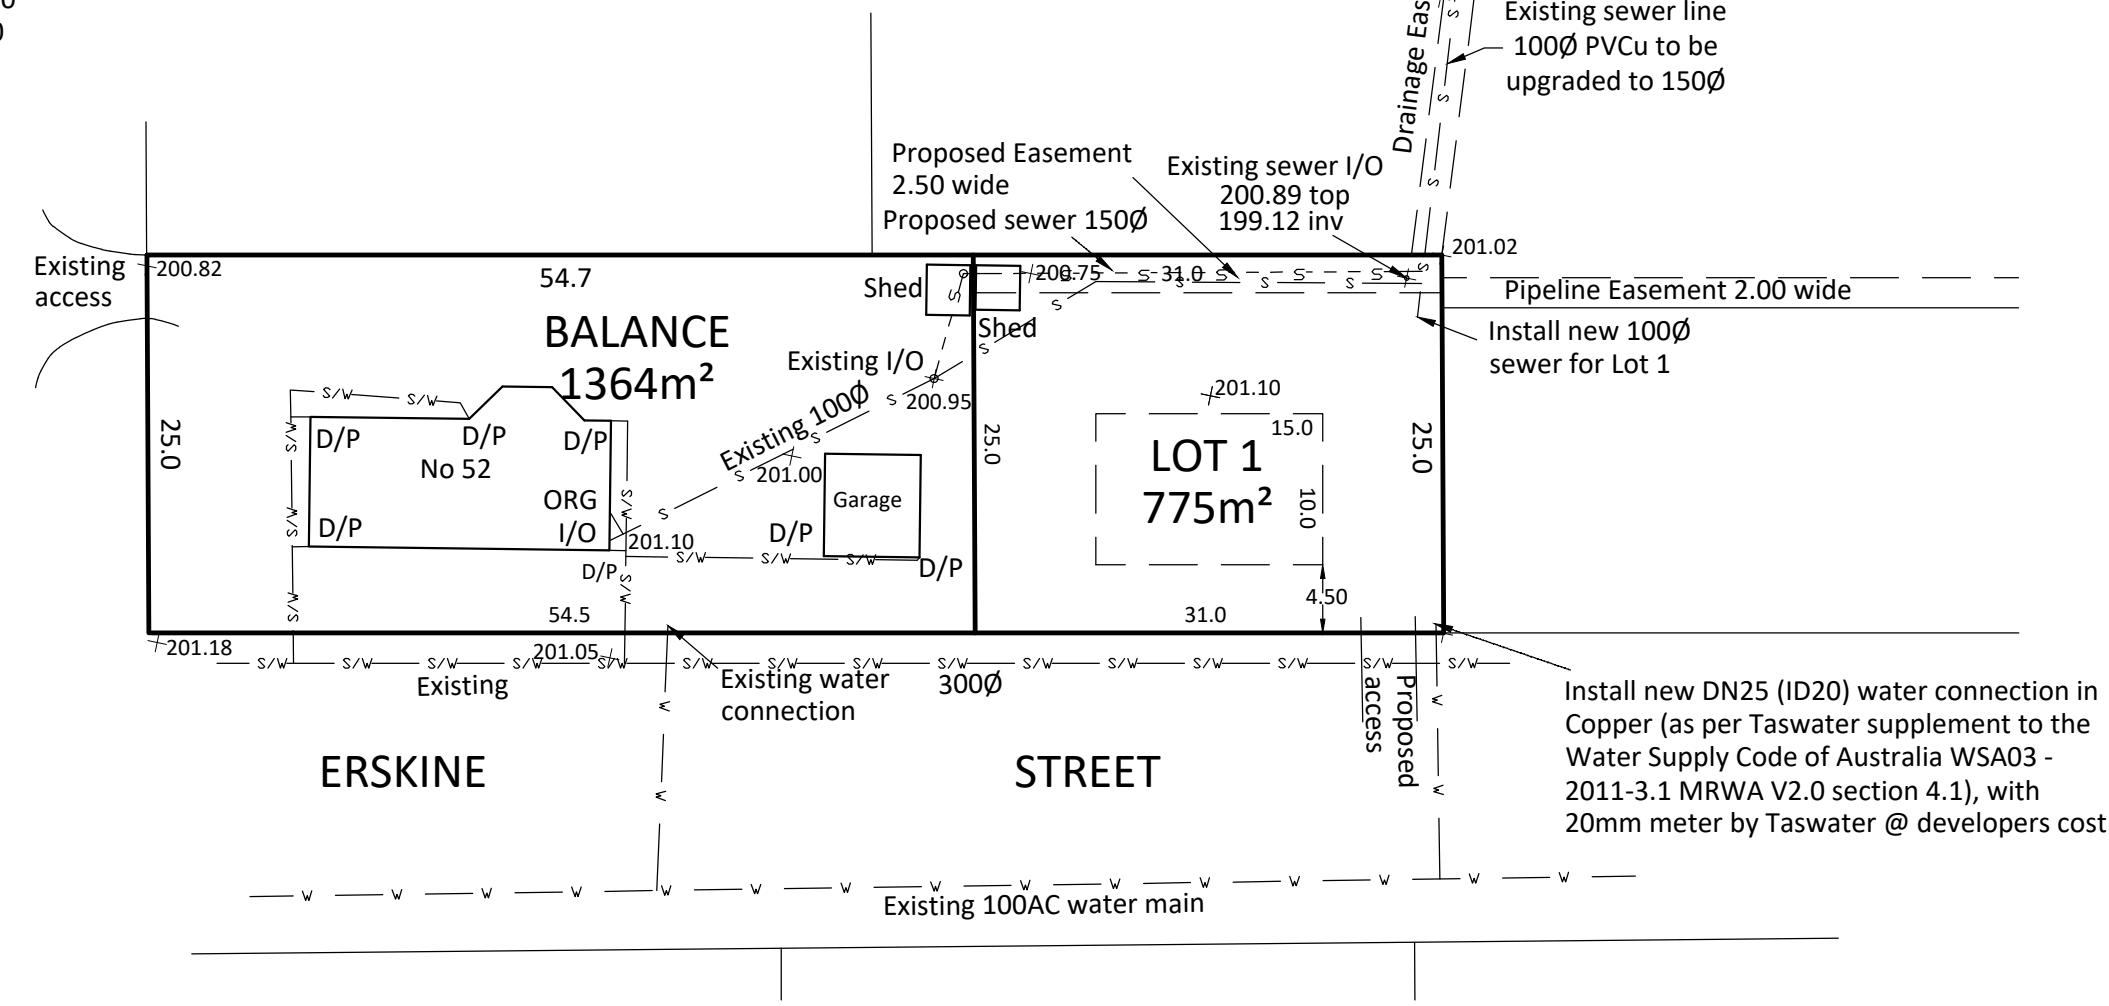 0
0
Drainage Eas
Existing sewer line
100Ø PVCu to be
upgraded to 150Ø
Proposed Easement
2.50 wide
Existing sewer I/O
200.89 top
199.12 inv
Proposed sewer 150Ø
201.02
Existing
access
200.82
54.7
Shed
200.75
31.0
Pipeline Easement 2.00 wide
Shed
Install new 100Ø
sewer for Lot 1
BALANCE
1364m²
Existing I/O
200.95
Existing 100Ø
201.00
201.10
LOT 1
775m²
15.0
10.0
25.0
25.0
25.0
D/P
D/P
D/P
No 52
ORG
I/O
D/P
201.10
D/P
Garage
D/P
D/P
54.5
31.0
4.50
201.18
201.05
Existing
300Ø
Existing water
connection
Proposed
access
Install new DN25 (ID20) water connection in
Copper (as per Taswater supplement to the
Water Supply Code of Australia WSA03 -
2011-3.1 MRWA V2.0 section 4.1), with
20mm meter by Taswater @ developers cost
ERSKINE
STREET
Existing 100AC water main
S/W S/W S/W S/W S/W S/W S/W S/W S/W S/W S/W S/W S/W S/W S/W
S/W S/W
S/W S/W S/W
S/W S/W
S/W S/W S/W
W W W W W W W W W W W W W W W
W W
W W
S S S S
S S S
S S S S S S S
S S S S
S
S